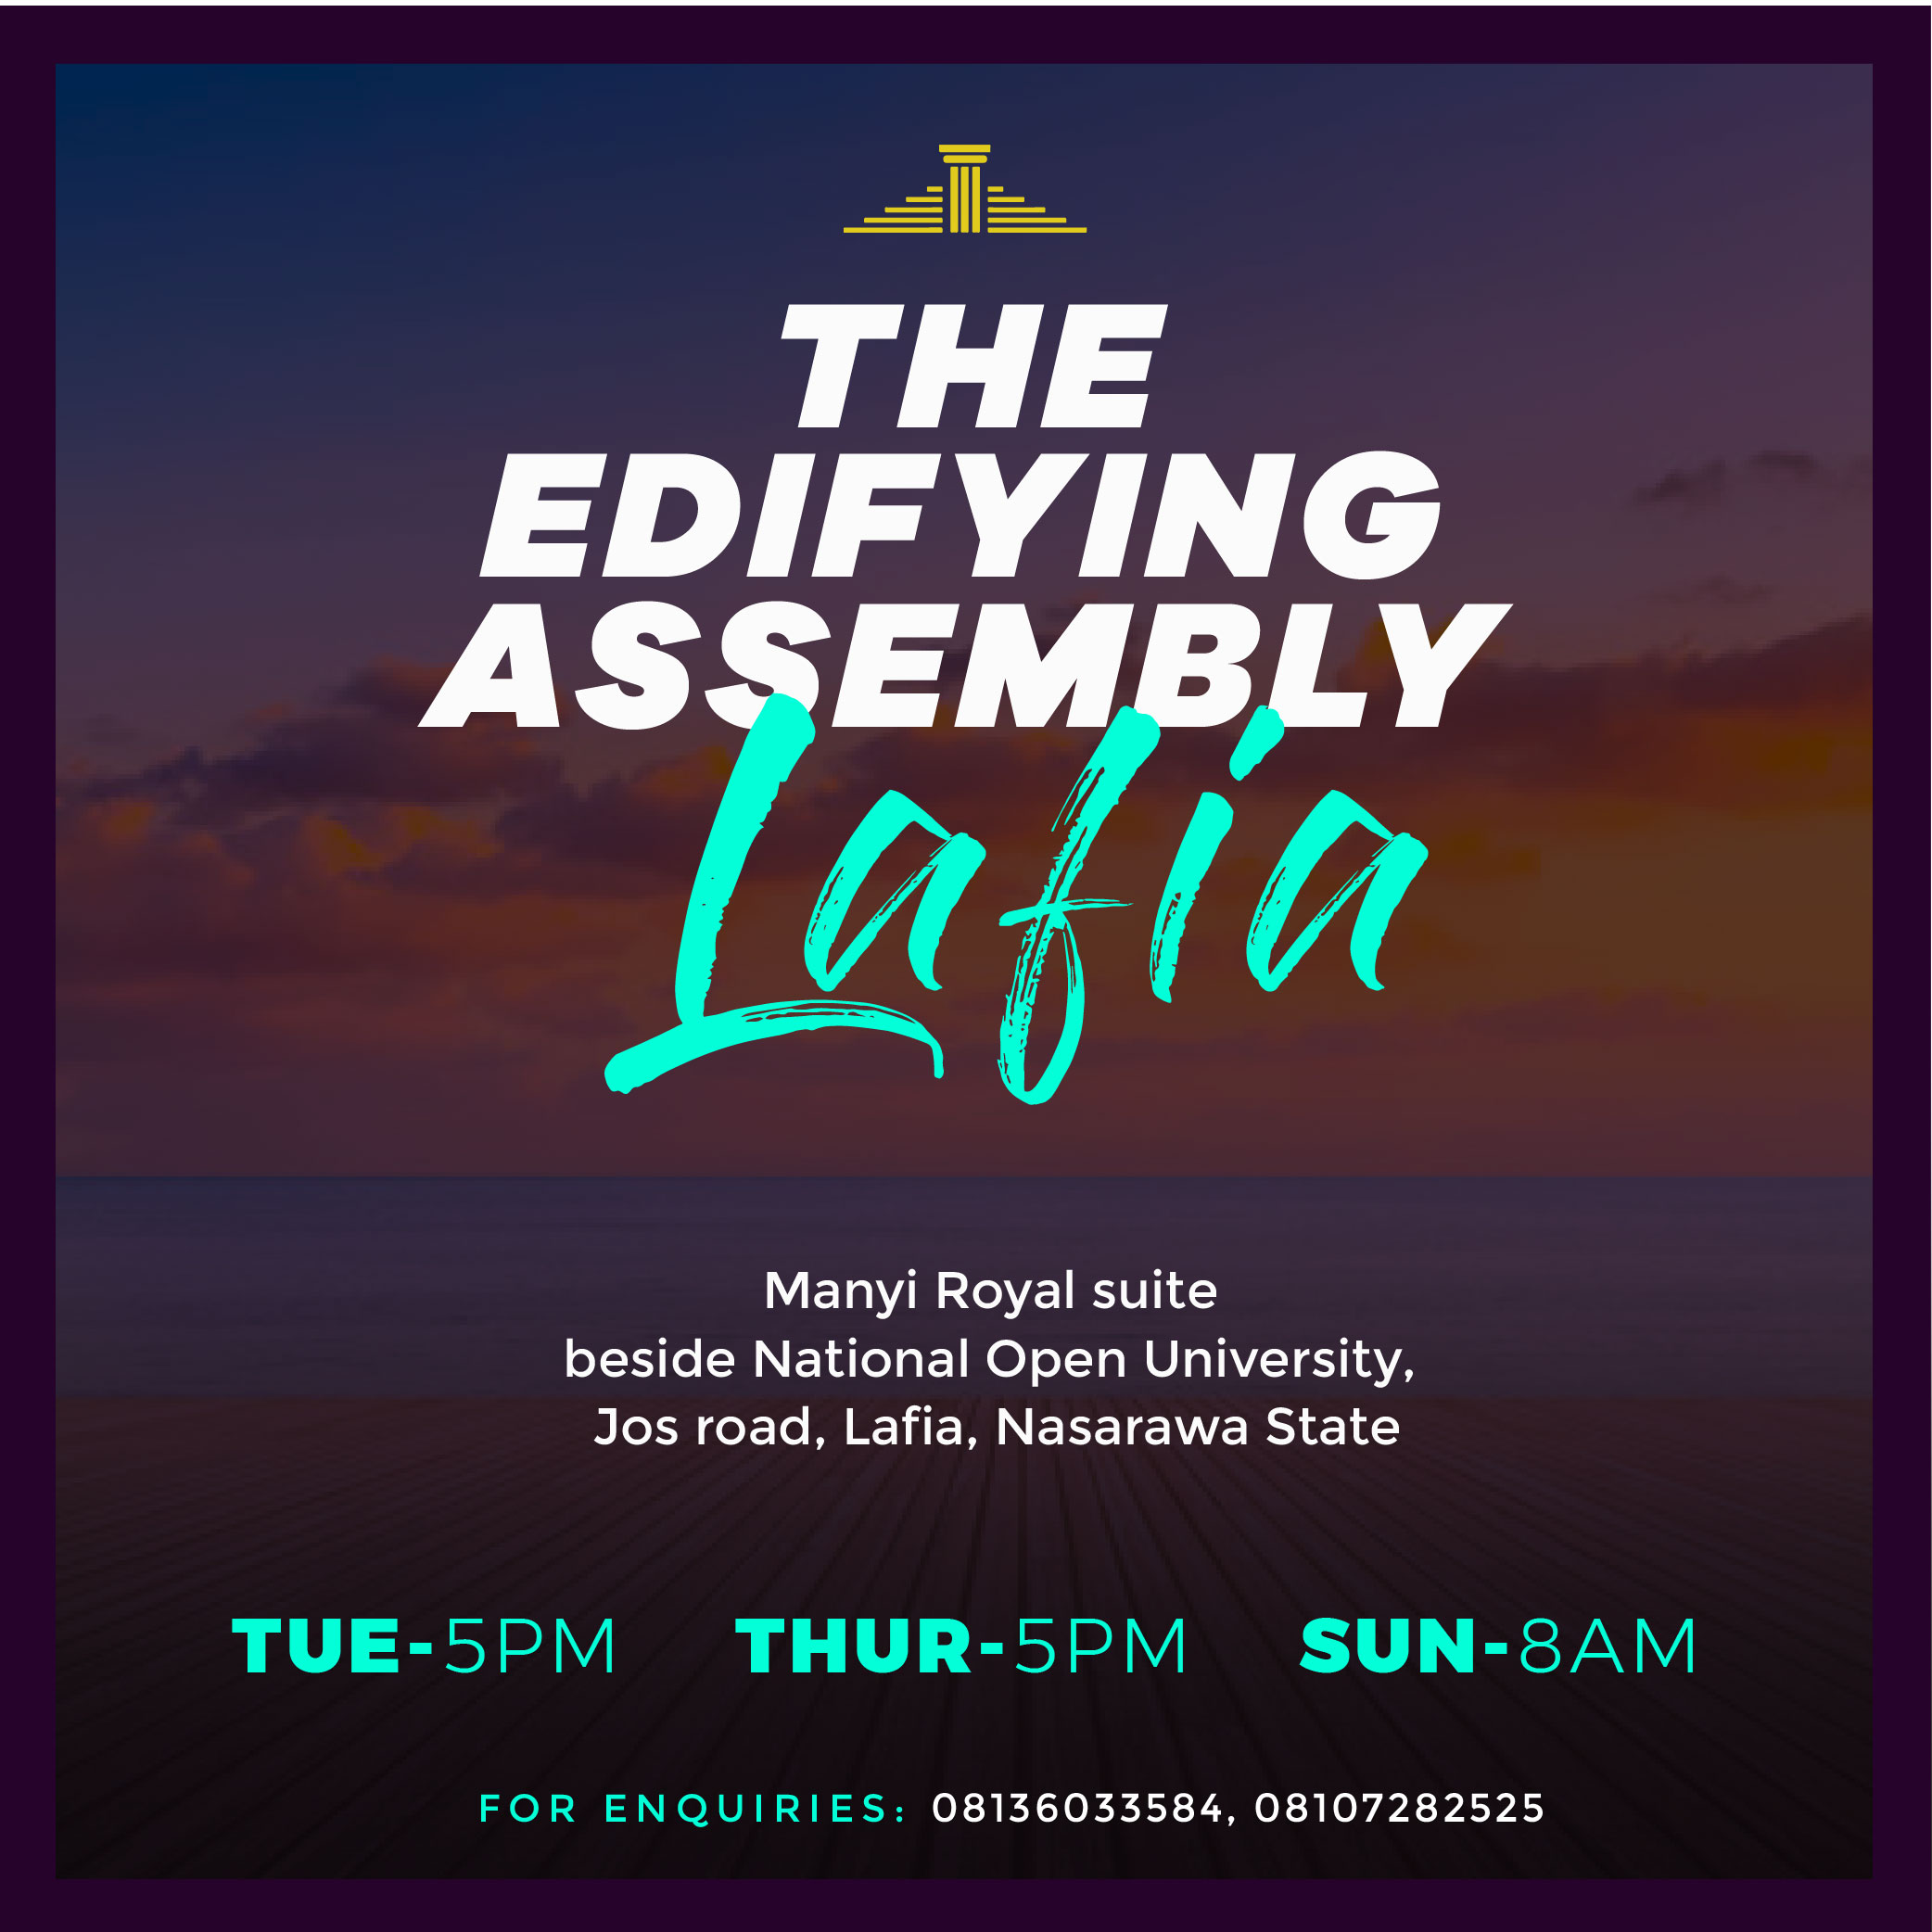 THE
EDIFYING
ASSEMBLY
Lafia
Manyi Royal suite
beside National Open University,
Jos road, Lafia, Nasarawa State
TUE-5PM THUR-5PM SUN-8AM
FOR ENQUIRIES: 08136033584, 08107282525